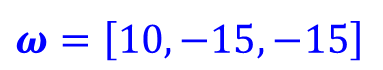 𝝎 = [10, −15, −15]